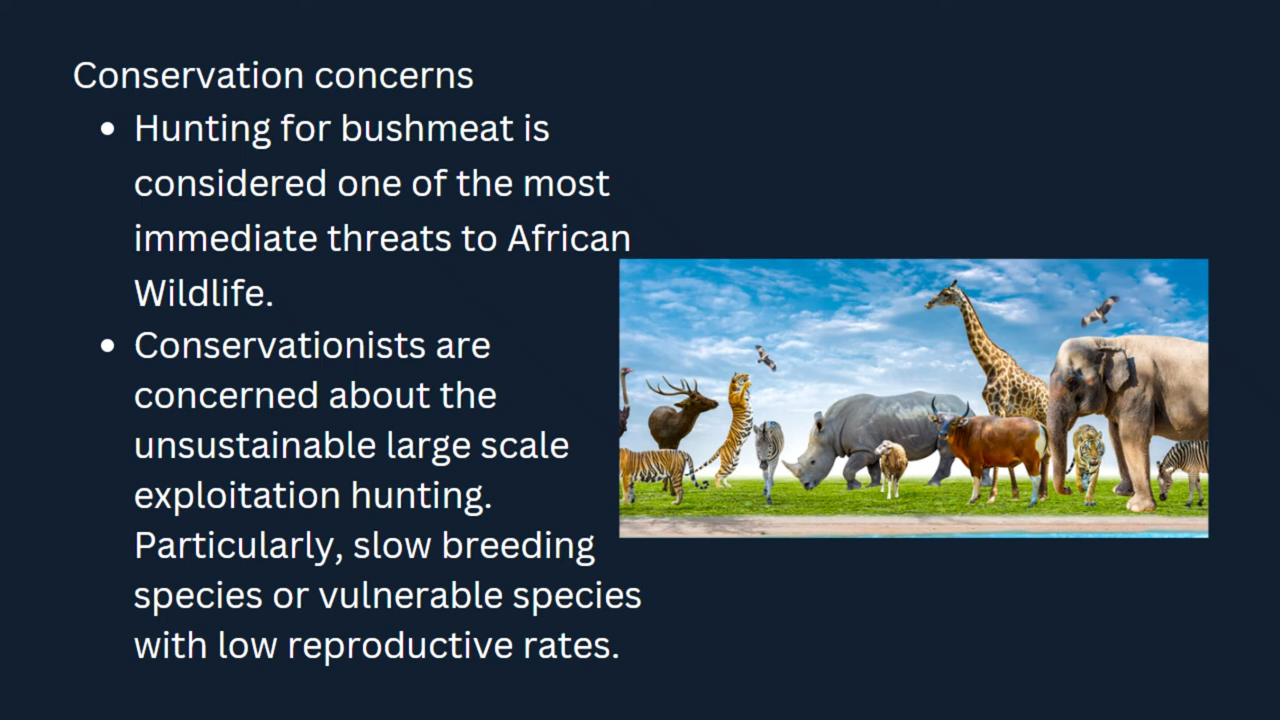 Conservation concerns
• Hunting for bushmeat is
considered one of the most
immediate threats to African
Wildlife.
• Conservationists are
concerned about the
unsustainable large scale
exploitation hunting.
Particularly, slow breeding
species or vulnerable species
with low reproductive rates.